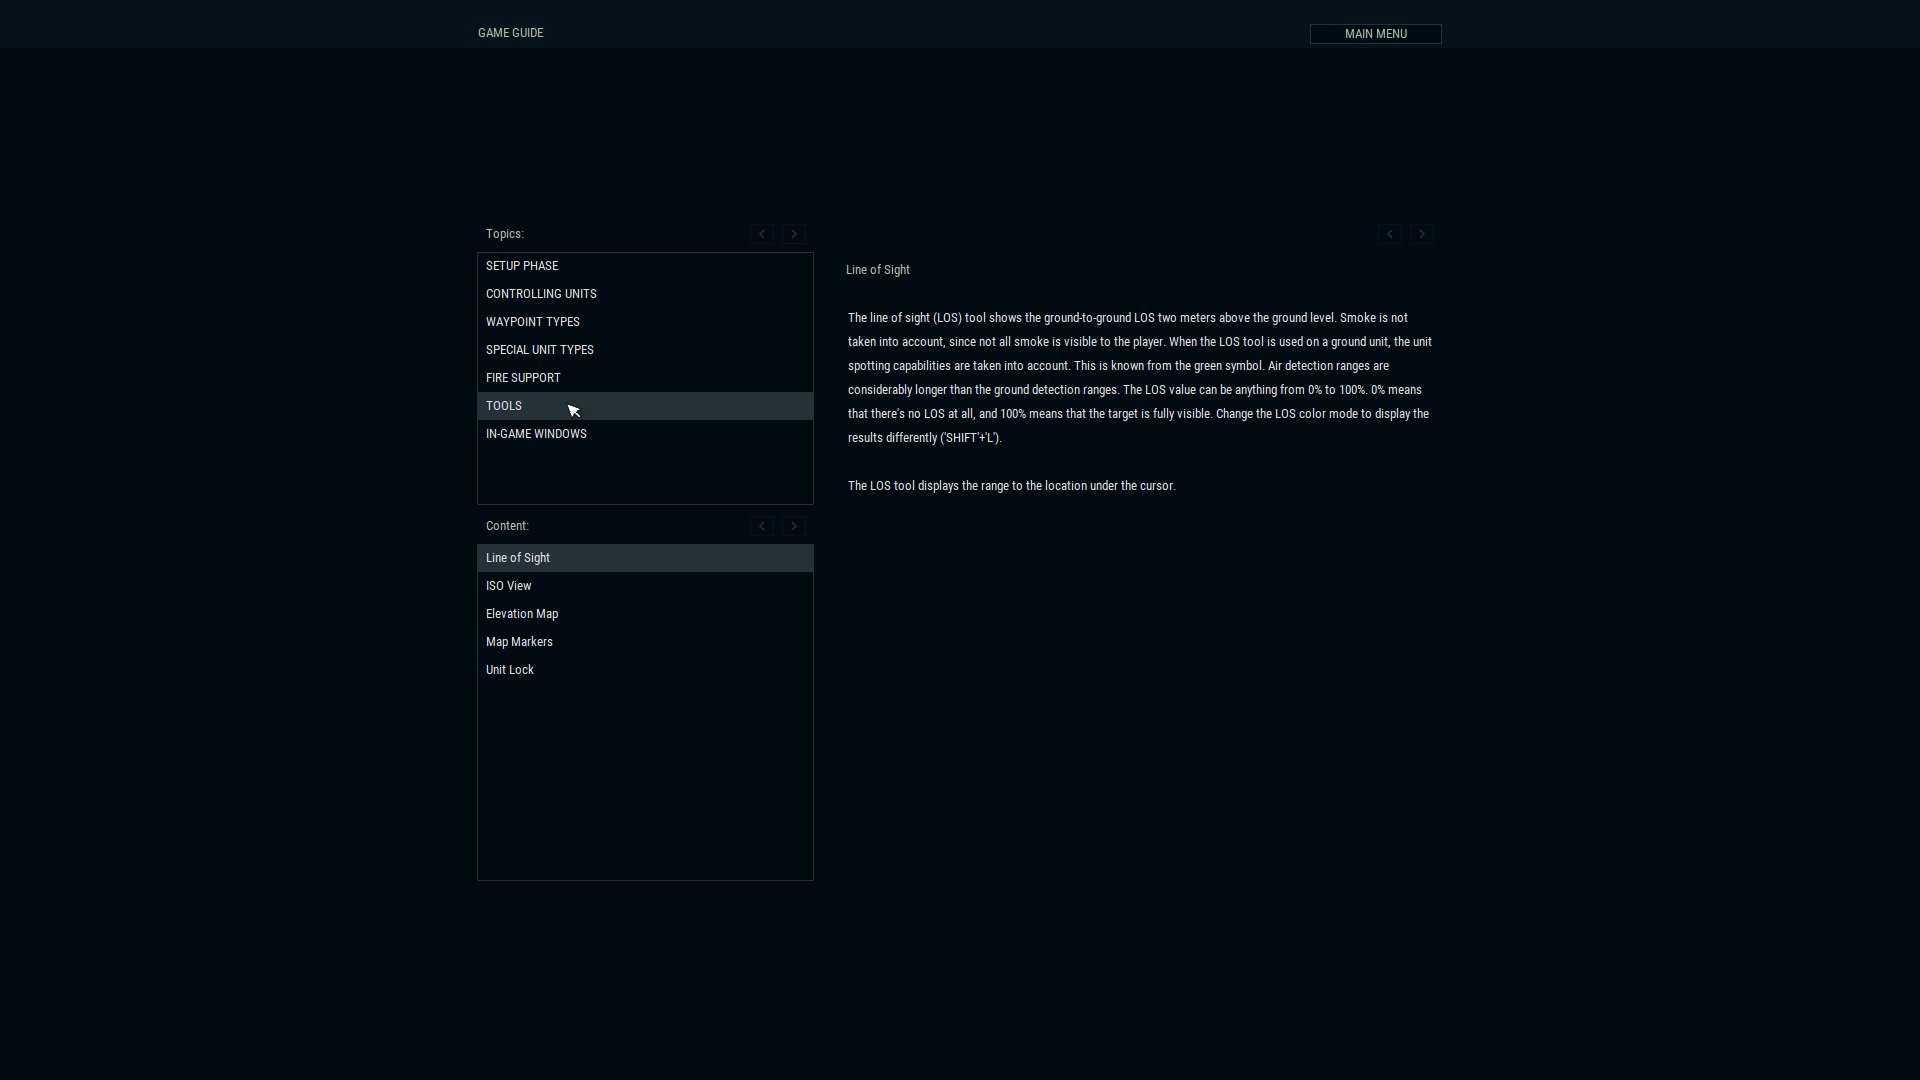 GAME GUIDE
MAIN MENU
Topics:
SETUP PHASE
CONTROLLING UNITS
WAYPOINT TYPES
SPECIAL UNIT TYPES
FIRE SUPPORT
TOOLS
IN-GAME WINDOWS
Content:
Line of Sight
ISO View
Elevation Map
Map Markers
Unit Lock
Line of Sight
The line of sight (LOS) tool shows the ground-to-ground LOS two meters above the ground level. Smoke is not
taken into account, since not all smoke is visible to the player. When the LOS tool is used on a ground unit, the unit
spotting capabilities are taken into account. This is known from the green symbol. Air detection ranges are
considerably longer than the ground detection ranges. The LOS value can be anything from 0% to 100%. 0% means
that there's no LOS at all, and 100% means that the target is fully visible. Change the LOS color mode to display the
results differently ('SHIFT'+'L').
The LOS tool displays the range to the location under the cursor.